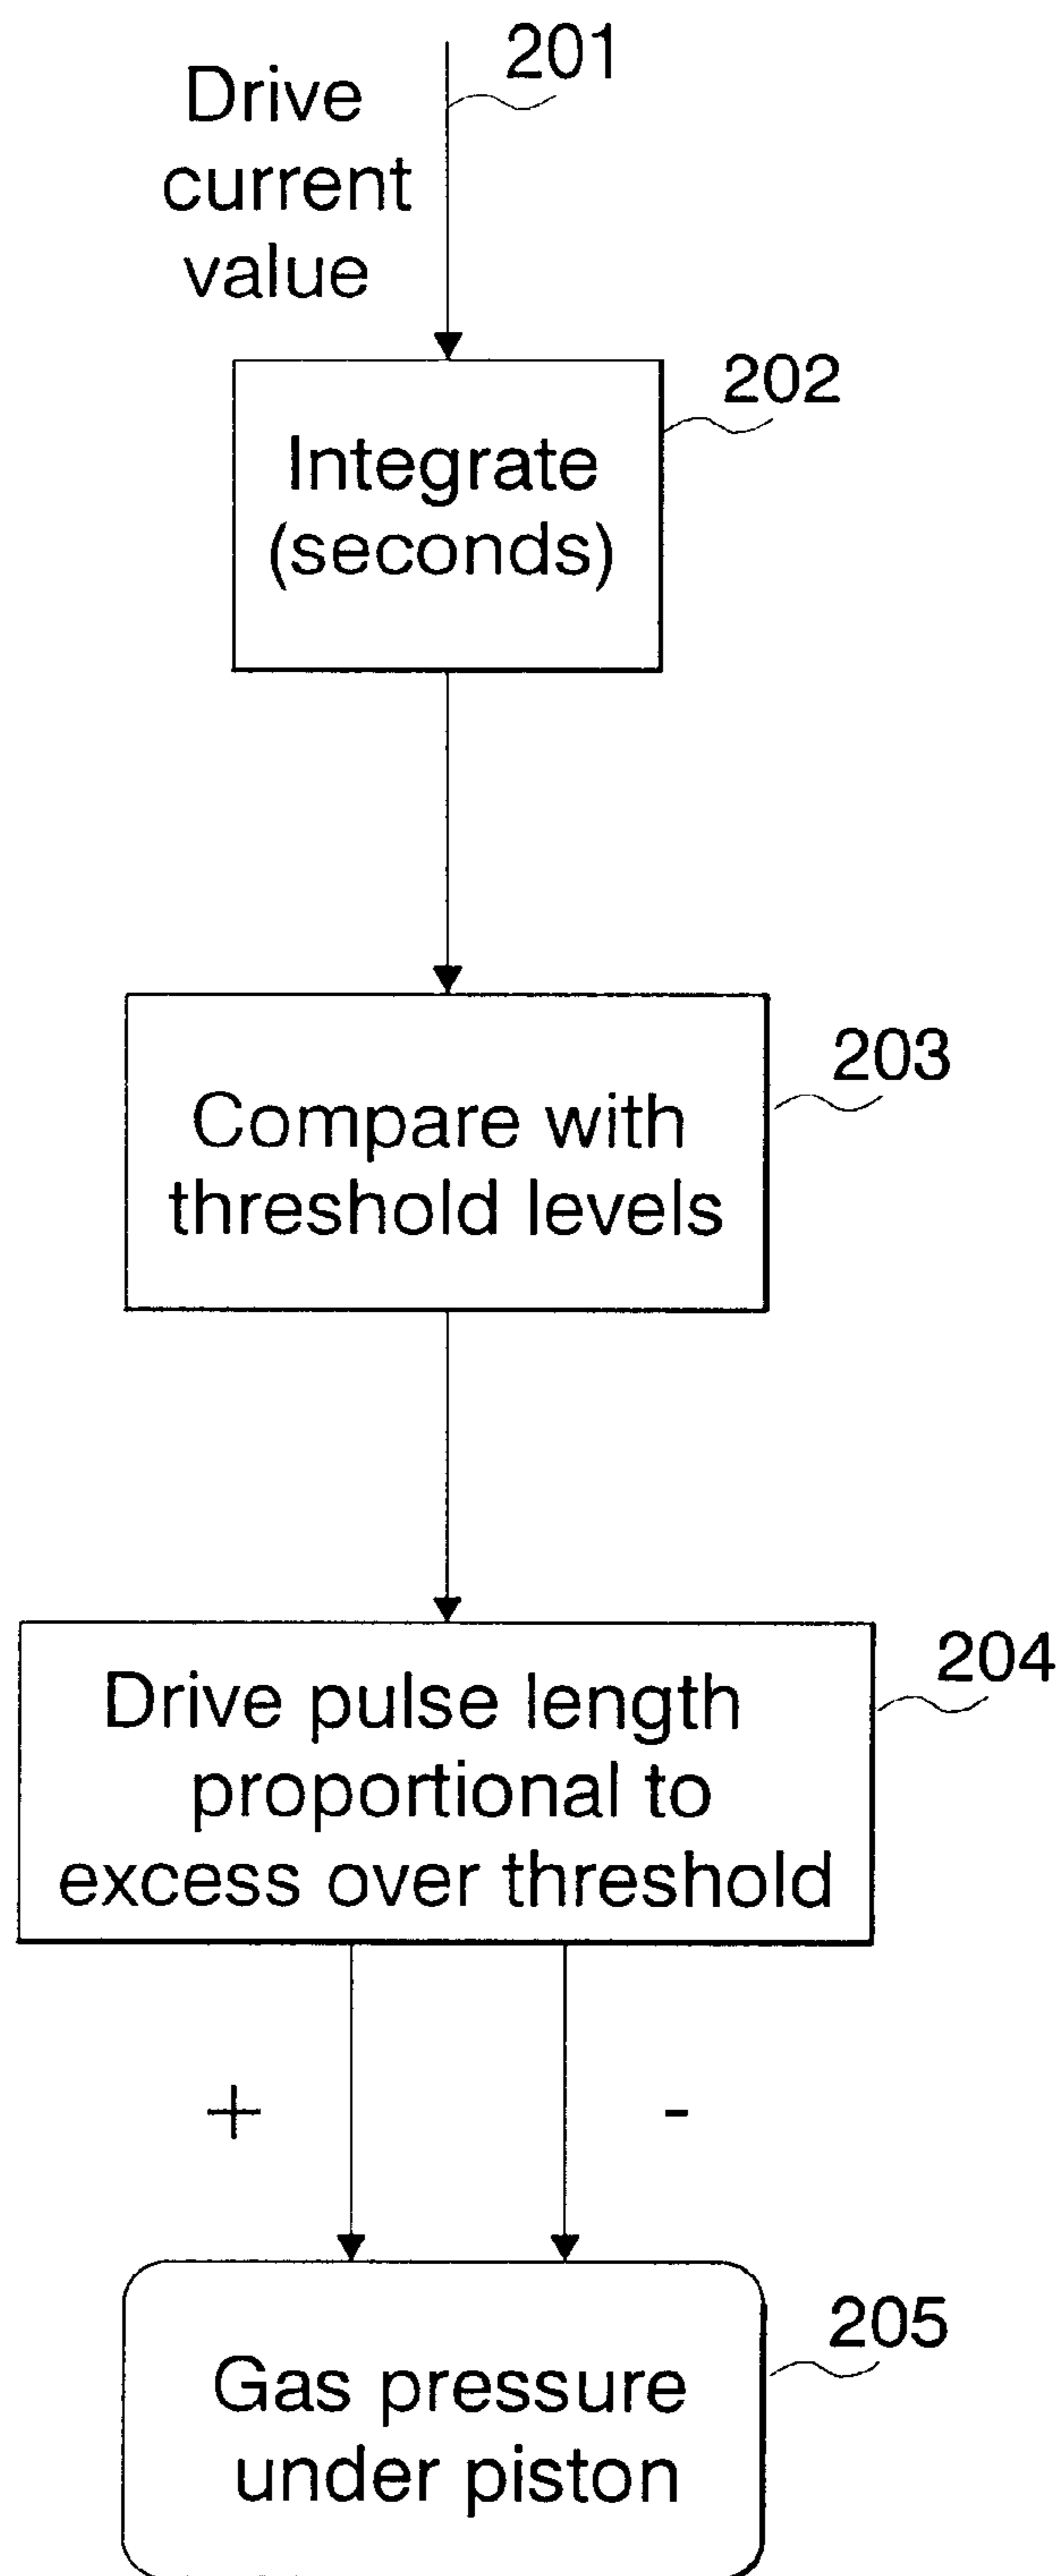 201
Drive
current
value
202
Integrate
(seconds)
203
Compare with
threshold levels
204
Drive pulse length
proportional to
excess over threshold
+ -
205
Gas pressure
under piston